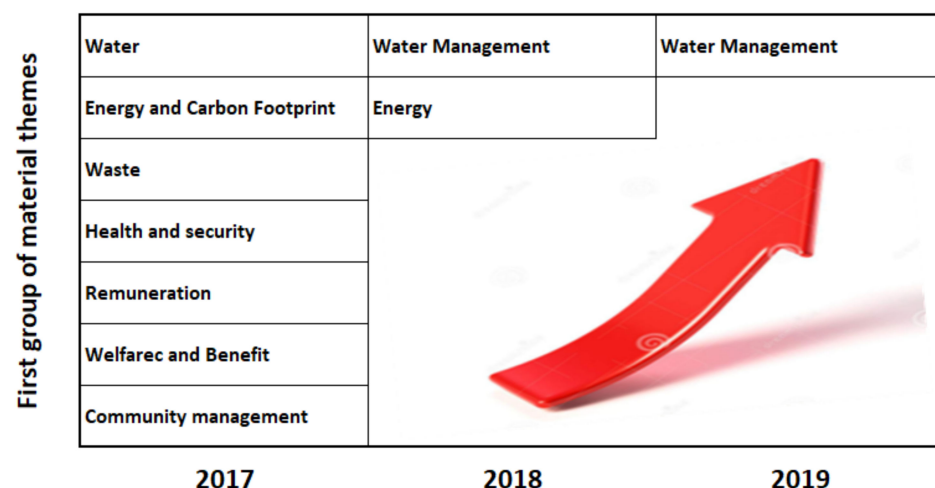 First group of material themes
Water Water Management Water Management
Energy and Carbon Footprint Energy
Waste
Health and security
Remuneration
Welfarec and Benefit
Community management
2017 2018 2019